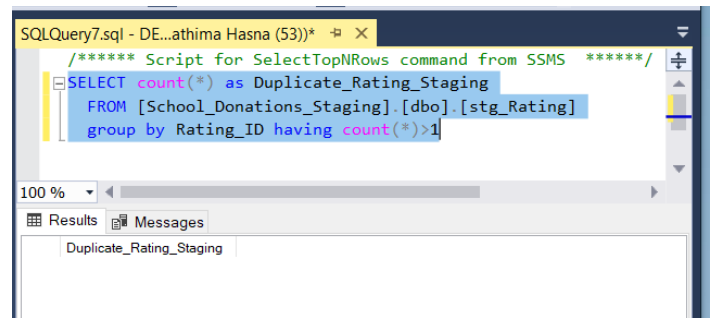 SQLQuery7.sql - DE...athima Hasna (53))*
/****** Script for SelectTopNRows command from SSMS ******/
SELECT count(*) as Duplicate_Rating_Staging
FROM [School_Donations_Staging].[dbo].[stg_Rating]
group by Rating_ID having count(*)>1
100 %
Results Messages
Duplicate_Rating_Staging